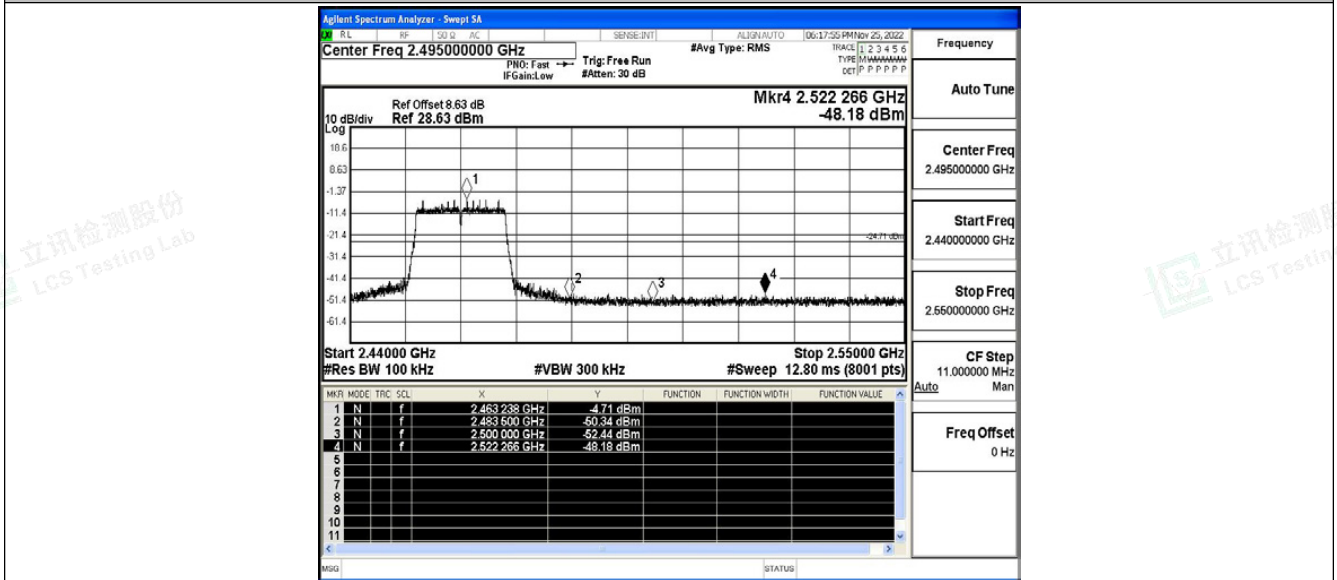 Agilent Spectrum Analyzer - Swept SA
RL RF 50 Ω AC SENSE:INT ALIGNAUTO 06:17:55 PM Nov 25, 2022
Center Freq 2.495000000 GHz
PNO: Fast
IFGain:Low
Trig: Free Run
#Atten: 30 dB
#Avg Type: RMS
TRACE 1 2 3 4 5 6
TYPE M
DET P P P P P P
Mkr4 2.522 266 GHz
-48.18 dBm
10 dB/div
Log
Ref Offset 8.63 dB
Ref 28.63 dBm
18.6
8.63
-1.37
-11.4
-21.4
-31.4
-41.4
-51.4
-61.4
1
2
3
4
-24.71 dBm
Start 2.44000 GHz
Stop 2.55000 GHz
#Res BW 100 kHz
#VBW 300 kHz
#Sweep 12.80 ms (8001 pts)
MKR MODE TRC SCL X Y FUNCTION FUNCTION WIDTH FUNCTION VALUE
1 N f 2.463 238 GHz -4.71 dBm
2 N f 2.483 500 GHz -50.34 dBm
3 N f 2.500 000 GHz -52.44 dBm
4 N f 2.522 266 GHz -48.18 dBm
5
6
7
8
9
10
11
MSG
STATUS
Frequency
Auto Tune
Center Freq
2.495000000 GHz
Start Freq
2.440000000 GHz
Stop Freq
2.550000000 GHz
CF Step
11.000000 MHz
Auto Man
Freq Offset
0 Hz
立讯检测股份
LCS Testing Lab
立讯检测股
LCS Testin